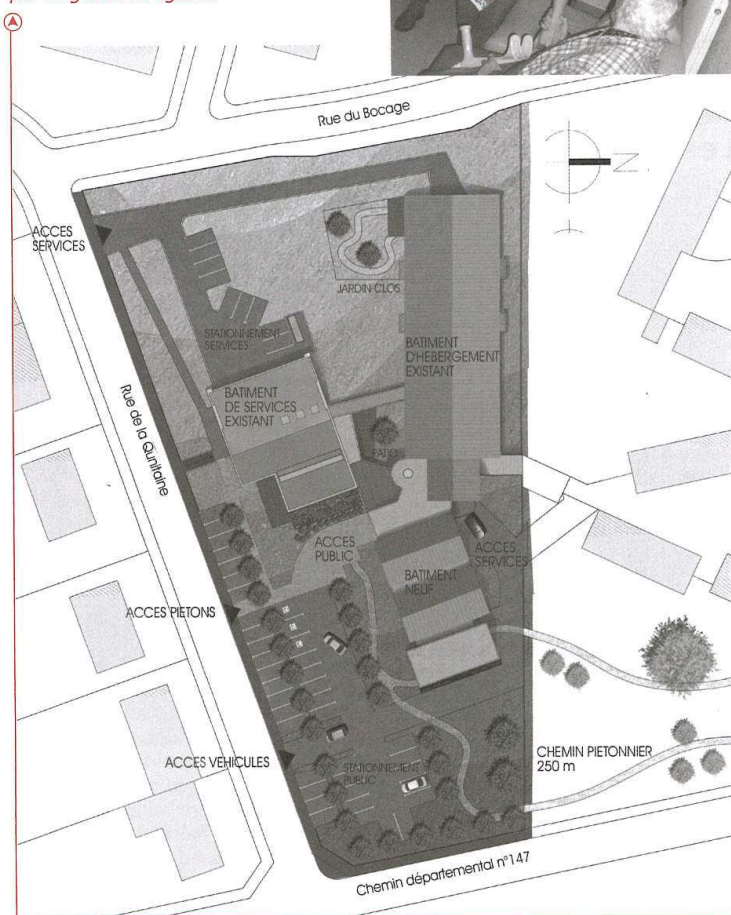 Rue du Bocage
N
ACCES
SERVICES
JARDIN CLOS
STATIONNEMENT
SERVICES
BATIMENT
D'HEBERGEMENT
EXISTANT
BATIMENT
DE SERVICES
EXISTANT
Rue de la Qunitaine
PATIO
ACCES
PUBLIC
ACCES
SERVICES
BATIMENT
NEUF
ACCES PIETONS
ACCES VEHICULES
STATIONNEMENT
PUBLIC
CHEMIN PIETONNIER
250 m
Chemin départemental n°147